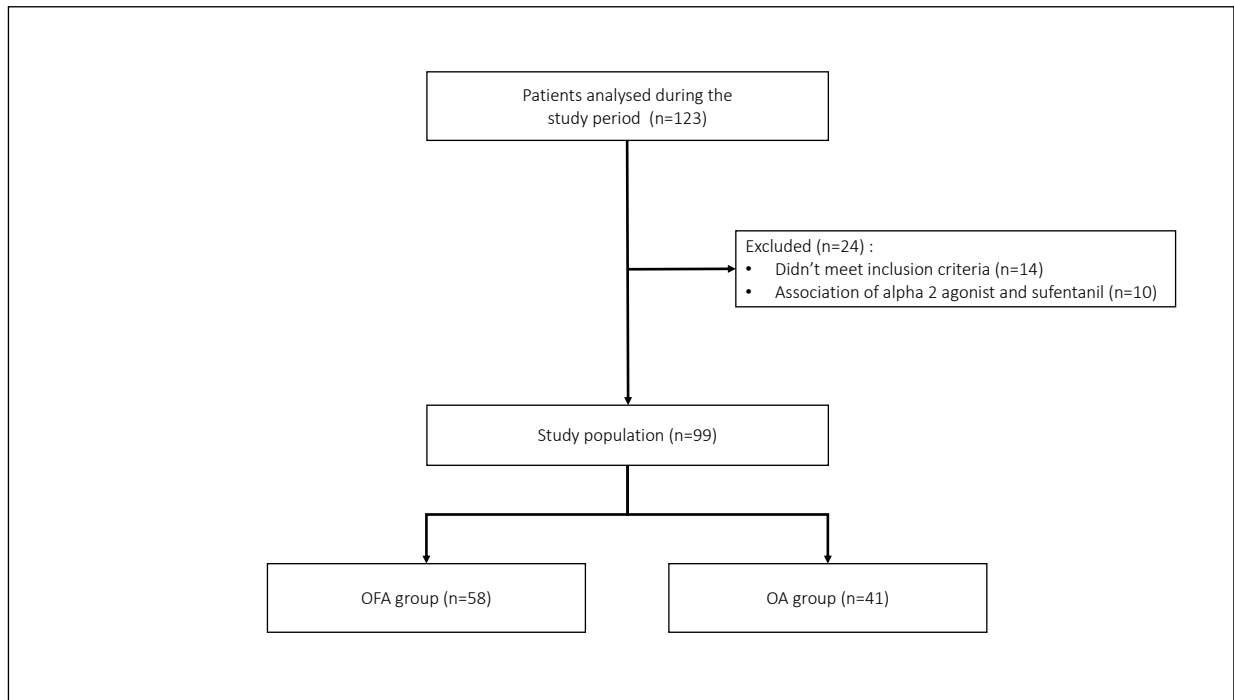 Patients analysed during the
study period (n=123)
Excluded (n=24) :
• Didn’t meet inclusion criteria (n=14)
• Association of alpha 2 agonist and sufentanil (n=10)
Study population (n=99)
OFA group (n=58)
OA group (n=41)